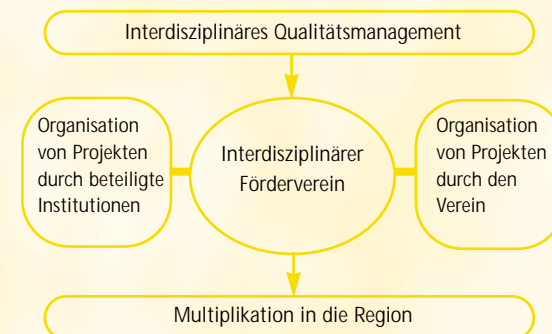 Interdisziplinäres Qualitätsmanagement
Organisation
von Projekten
durch beteiligte
Institutionen
Interdisziplinärer
Förderverein
Organisation
von Projekten
durch den
Verein
Multiplikation in die Region